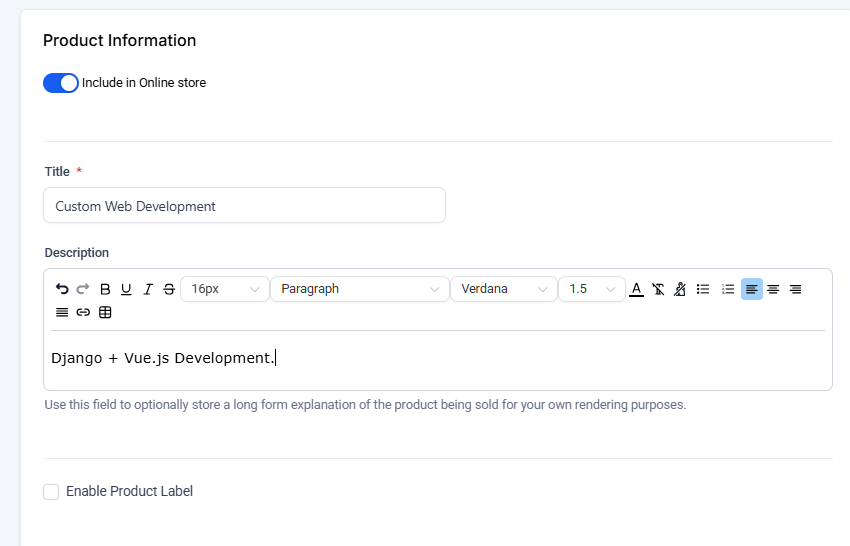 Product Information
Include in Online store
Title *
Custom Web Development
Description
B U I S 16px Paragraph Verdana 1.5 A
Django + Vue.js Development.
Use this field to optionally store a long form explanation of the product being sold for your own rendering purposes.
Enable Product Label